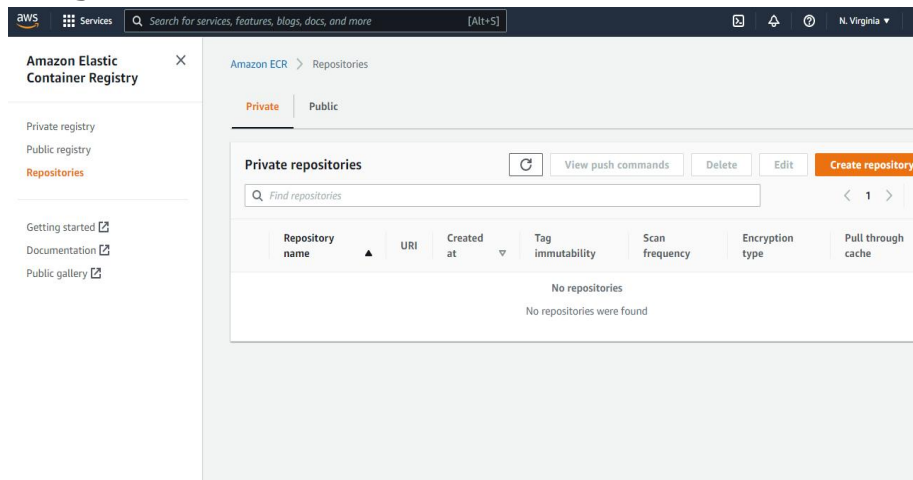 aws Services Search for services, features, blogs, docs, and more [Alt+S] N. Virginia
Amazon Elastic
Container Registry
Private registry
Public registry
Repositories
Getting started
Documentation
Public gallery
Amazon ECR > Repositories
Private Public
Private repositories View push commands Delete Edit Create repository
Find repositories < 1 >
Repository name URI Created at Tag immutability Scan frequency Encryption type Pull through cache
No repositories
No repositories were found